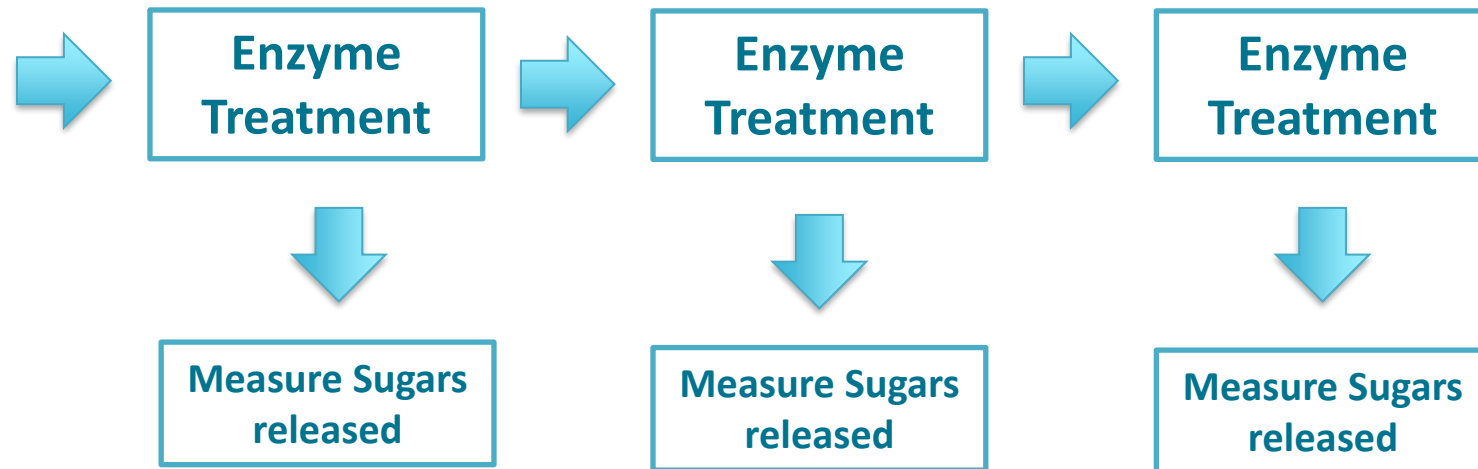 Enzyme
Treatment
Enzyme
Treatment
Enzyme
Treatment
Measure Sugars
released
Measure Sugars
released
Measure Sugars
released